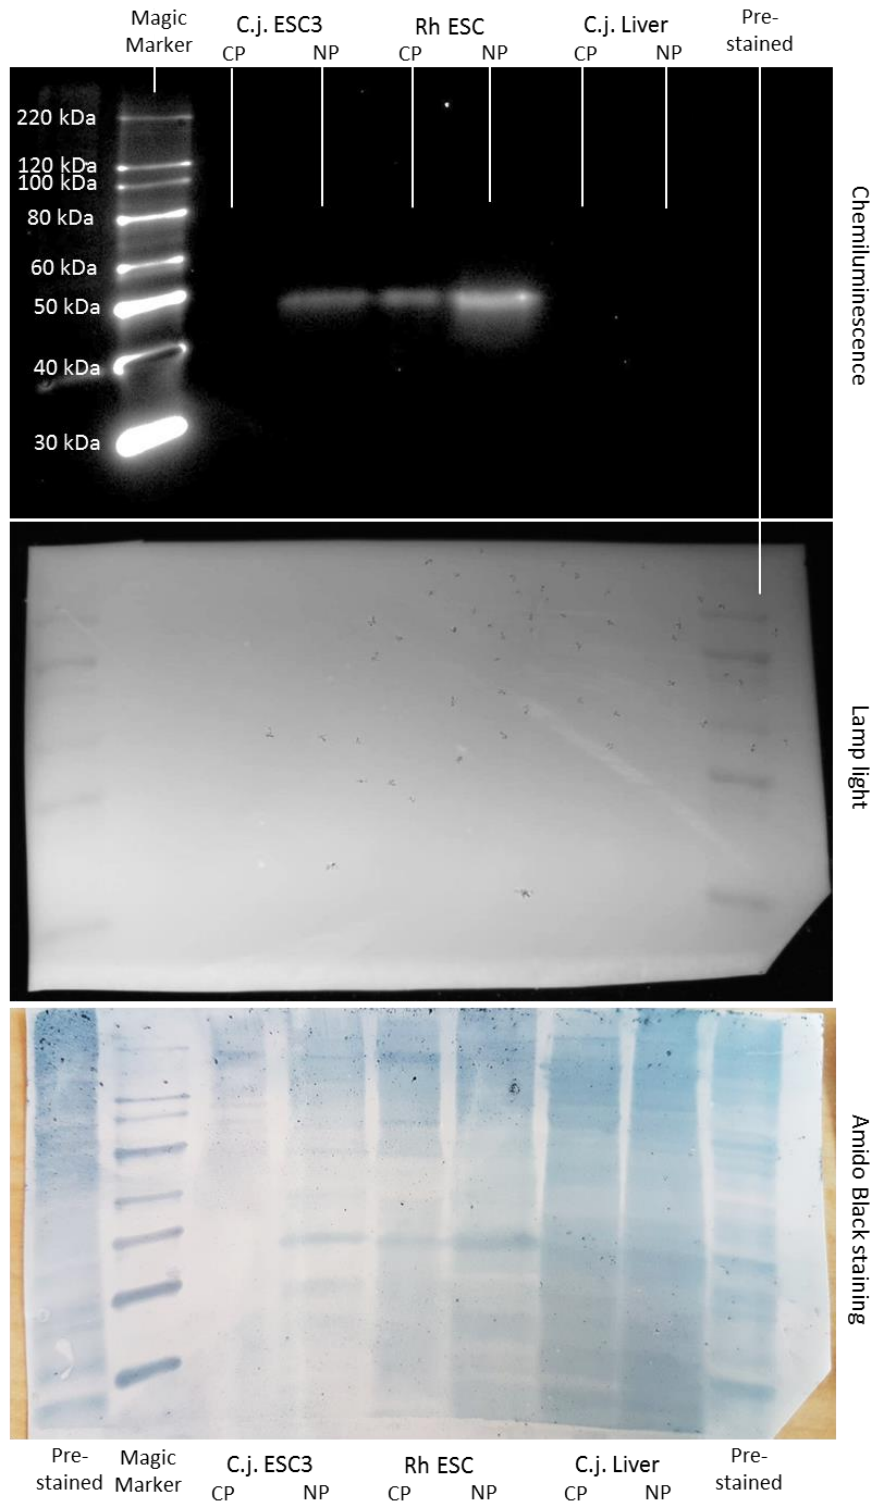 Magic
Marker
C.j. ESC3
Rh ESC
C.j. Liver
Pre-
stained
CP
NP
CP
NP
CP
NP
220 kDa
120 kDa
100 kDa
80 kDa
60 kDa
50 kDa
40 kDa
30 kDa
Chemiluminescence
Lamp light
Amido Black staining
Pre-
stained
Magic
Marker
C.j. ESC3
Rh ESC
C.j. Liver
Pre-
stained
CP
NP
CP
NP
CP
NP